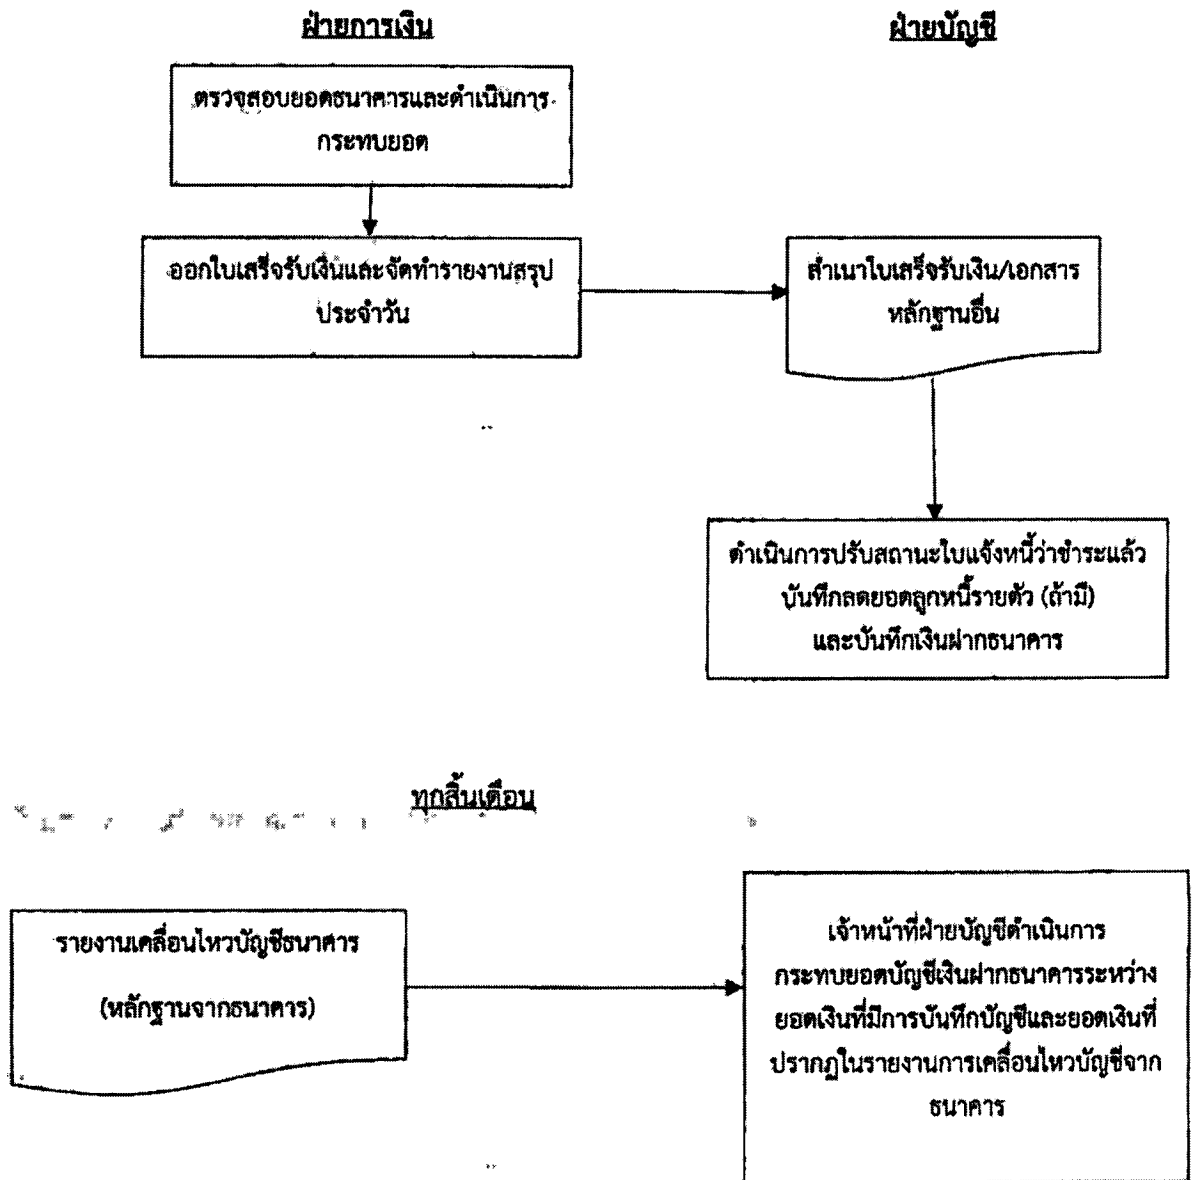 ฝ่ายการเงิน
ฝ่ายบัญชี
ตรวจสอบยอดธนาคารและดำเนินการ
กระทบยอด
ออกใบเสร็จรับเงินและจัดทำรายงานสรุป
ประจำวัน
สำเนาใบเสร็จรับเงิน/เอกสาร
หลักฐานอื่น
ดำเนินการปรับสถานะใบแจ้งหนี้ว่าชำระแล้ว
บันทึกลดยอดลูกหนี้รายตัว (ถ้ามี)
และบันทึกเงินฝากธนาคาร
ทุกสิ้นเดือน
รายงานเคลื่อนไหวบัญชีธนาคาร
(หลักฐานจากธนาคาร)
เจ้าหน้าที่ฝ่ายบัญชีดำเนินการ
กระทบยอดบัญชีเงินฝากธนาคารระหว่าง
ยอดเงินที่มีการบันทึกบัญชีและยอดเงินที่
ปรากฏในรายงานการเคลื่อนไหวบัญชีจาก
ธนาคาร